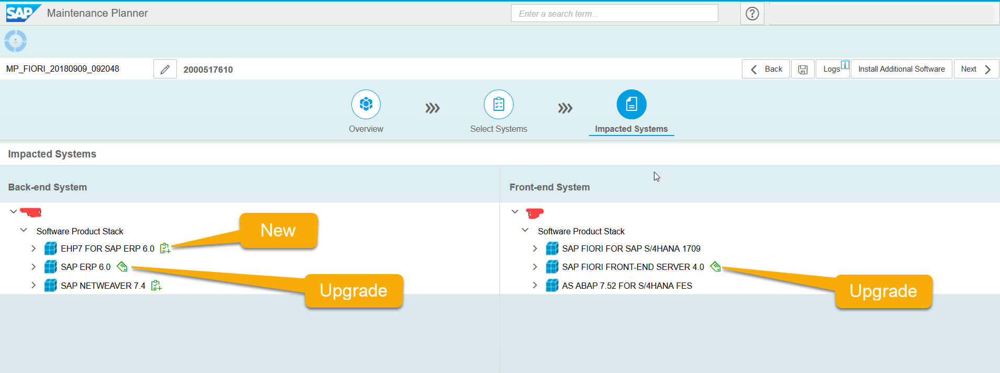 SAP Maintenance Planner
Enter a search term...
MP_FIORI_20180909_092048
2000517610
Back
Logs
Install Additional Software
Next
Overview
Select Systems
Impacted Systems
Impacted Systems
Back-end System
Front-end System
Software Product Stack
EHP7 FOR SAP ERP 6.0
New
SAP ERP 6.0
SAP NETWEAVER 7.4
Upgrade
Software Product Stack
SAP FIORI FOR SAP S/4HANA 1709
SAP FIORI FRONT-END SERVER 4.0
AS ABAP 7.52 FOR S/4HANA FES
Upgrade